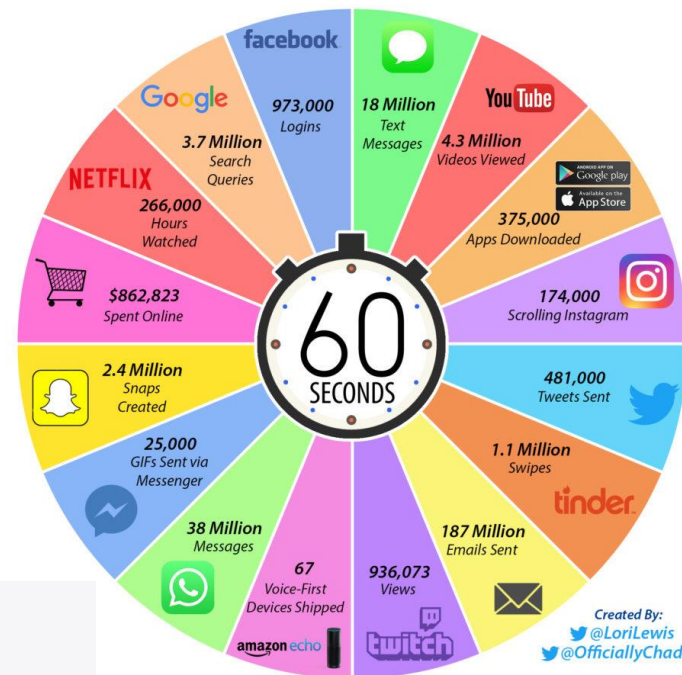 facebook
973,000
Logins
18 Million
Text
Messages
YouTube
4.3 Million
Videos Viewed
ANDROID APP ON
Google play
Available on the
App Store
375,000
Apps Downloaded
174,000
Scrolling Instagram
481,000
Tweets Sent
1.1 Million
Swipes
tinder
187 Million
Emails Sent
936,073
Views
twitch
67
Voice-First
Devices Shipped
amazon echo
38 Million
Messages
25,000
GIFs Sent via
Messenger
2.4 Million
Snaps
Created
$862,823
Spent Online
NETFLIX
266,000
Hours
Watched
Google
3.7 Million
Search
Queries
60
SECONDS
Created By:
@LoriLewis
@OfficiallyChad